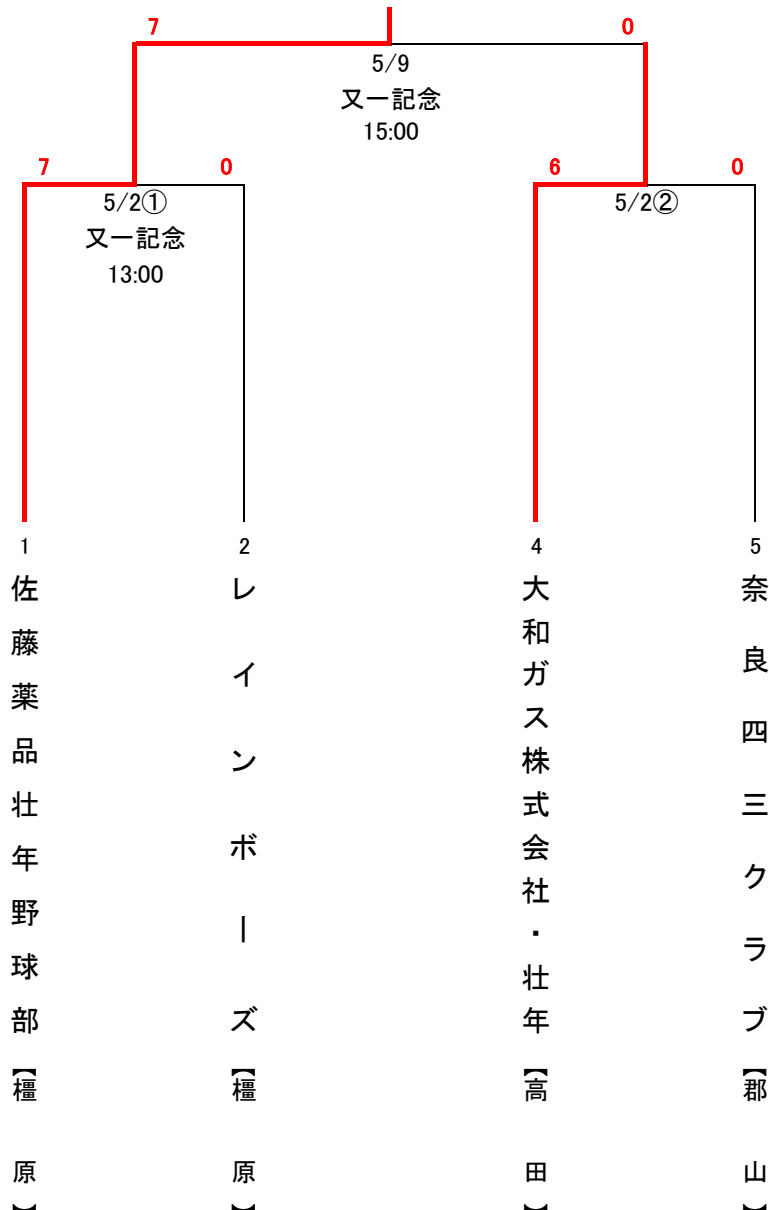 7 0
5/9
又一記念
15:00
7 0 6 0
5/2① 5/2②
又一記念
13:00
1 2 4 5
佐藤薬品壮年野球部【橿原】
レインボーズ【橿原】
大和ガス株式会社・壮年【高田】
奈良四三クラブ【郡山】